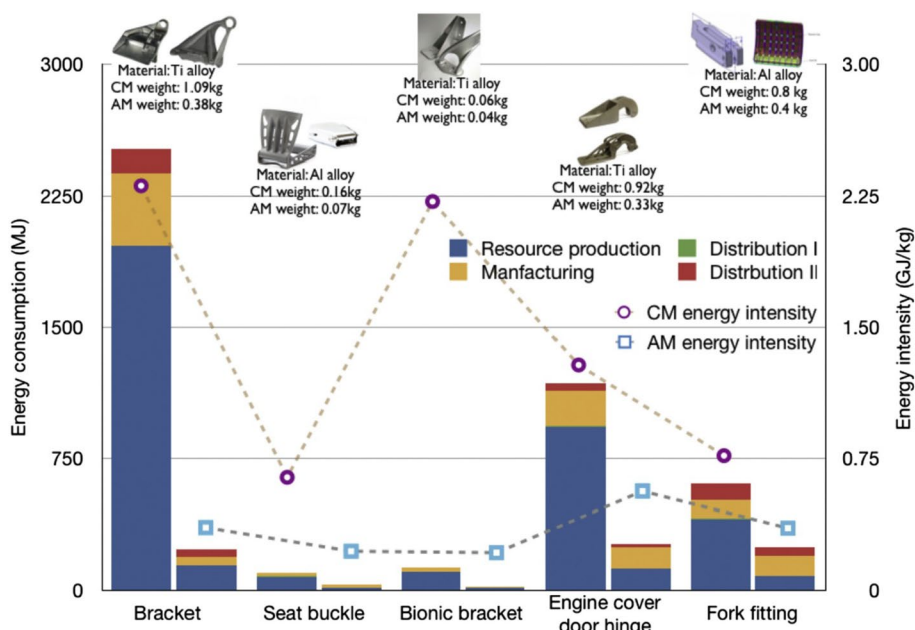 3000
2250
1500
750
0
Energy consumption (MJ)
Material:Ti alloy
CM weight: 1.09kg
AM weight: 0.38kg
Material:Al alloy
CM weight: 0.16kg
AM weight: 0.07kg
Material:Ti alloy
CM weight: 0.06kg
AM weight: 0.04kg
Material:Ti alloy
CM weight: 0.92kg
AM weight: 0.33kg
Material:Al alloy
CM weight: 0.8 kg
AM weight: 0.4 kg
Resource production
Manfacturing
Distribution I
Distrbution II
CM energy intensity
AM energy intensity
3.00
2.25
1.50
0.75
0
Energy intensity (GJ/kg)
Bracket
Seat buckle
Bionic bracket
Engine cover
door hinge
Fork fitting